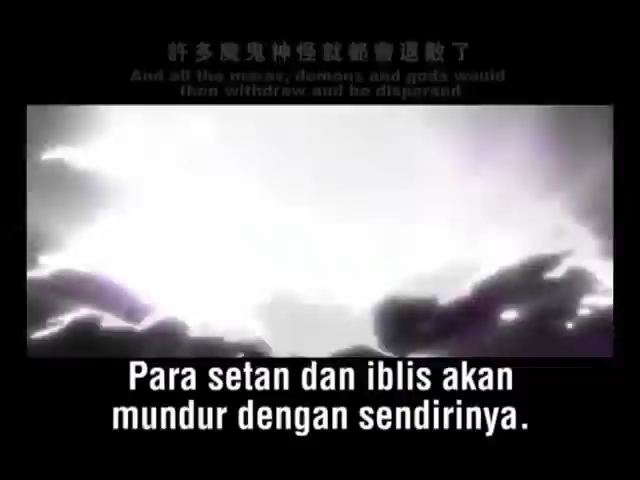 許多魔鬼神怪就都會退散了
And all the maras, demons and gods would
then withdraw and be dispersed
Para setan dan iblis akan
mundur dengan sendirinya.